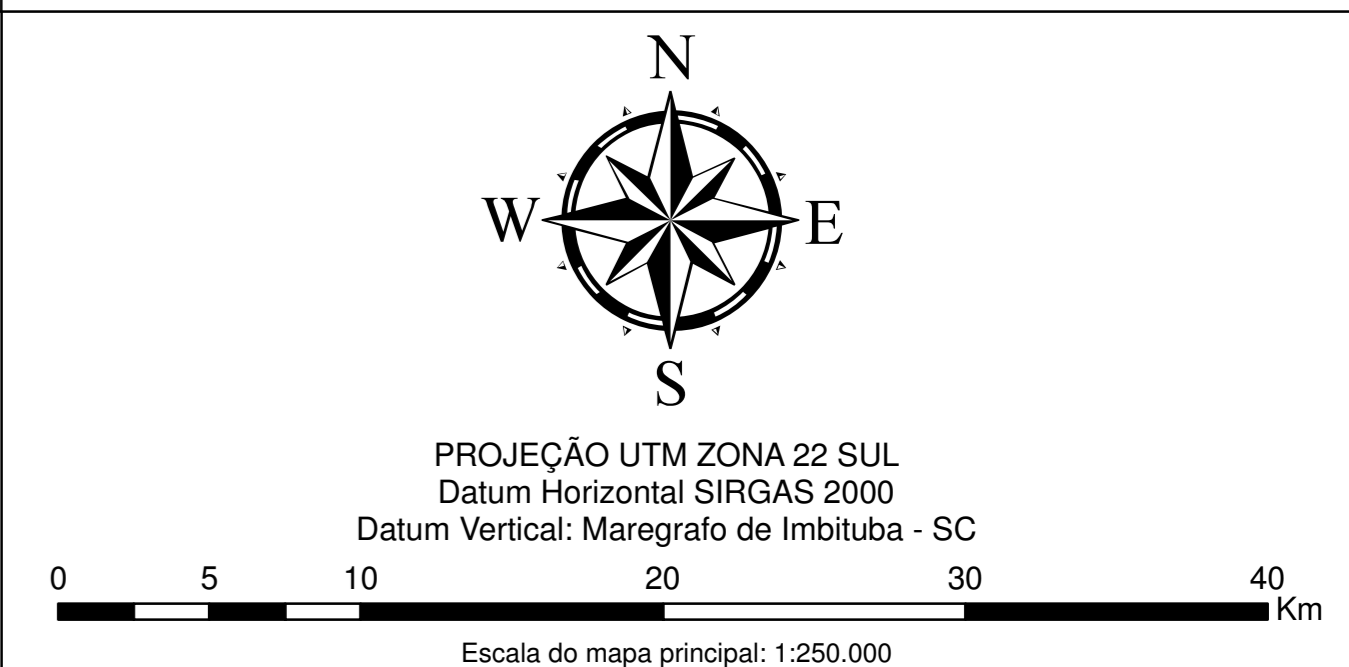 N
W E
S
PROJEÇÃO UTM ZONA 22 SUL
Datum Horizontal SIRGAS 2000
Datum Vertical: Maregrafo de Imbituba - SC
0 5 10 20 30 40
Km
Escala do mapa principal: 1:250.000